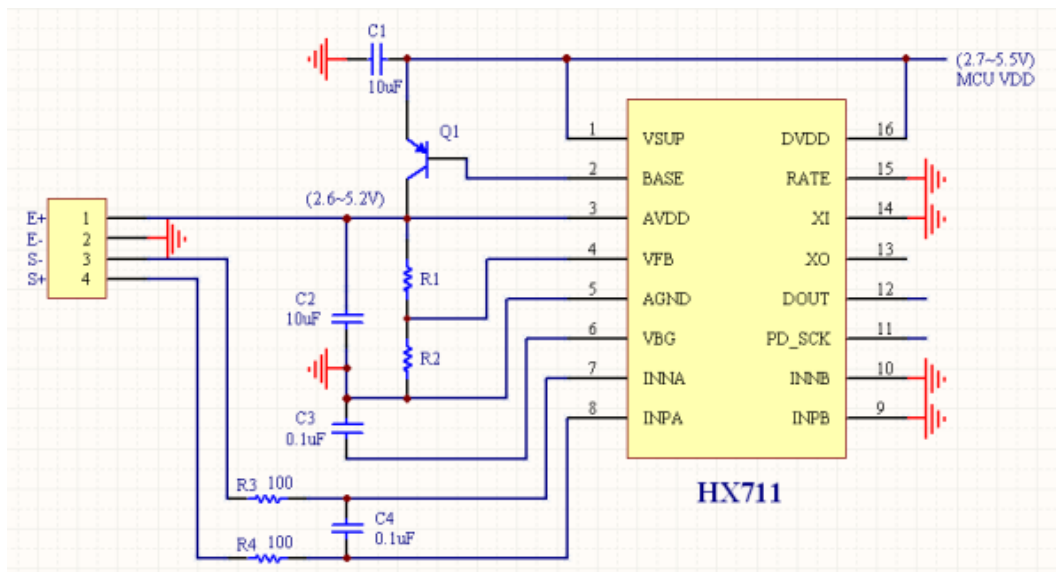 C1
10uF
(2.7~5.5V)
MCU VDD
Q1
(2.6~5.2V)
E+ 1
E- 2
S- 3
S+ 4
R1
C2
10uF
R2
C3
0.1uF
R3 100
C4
0.1uF
R4 100
1 VSUP DVDD 16
2 BASE RATE 15
3 AVDD XI 14
4 VFB XO 13
5 AGND DOUT 12
6 VBG PD_SCK 11
7 INNA INNB 10
8 INPA INPB 9
HX711